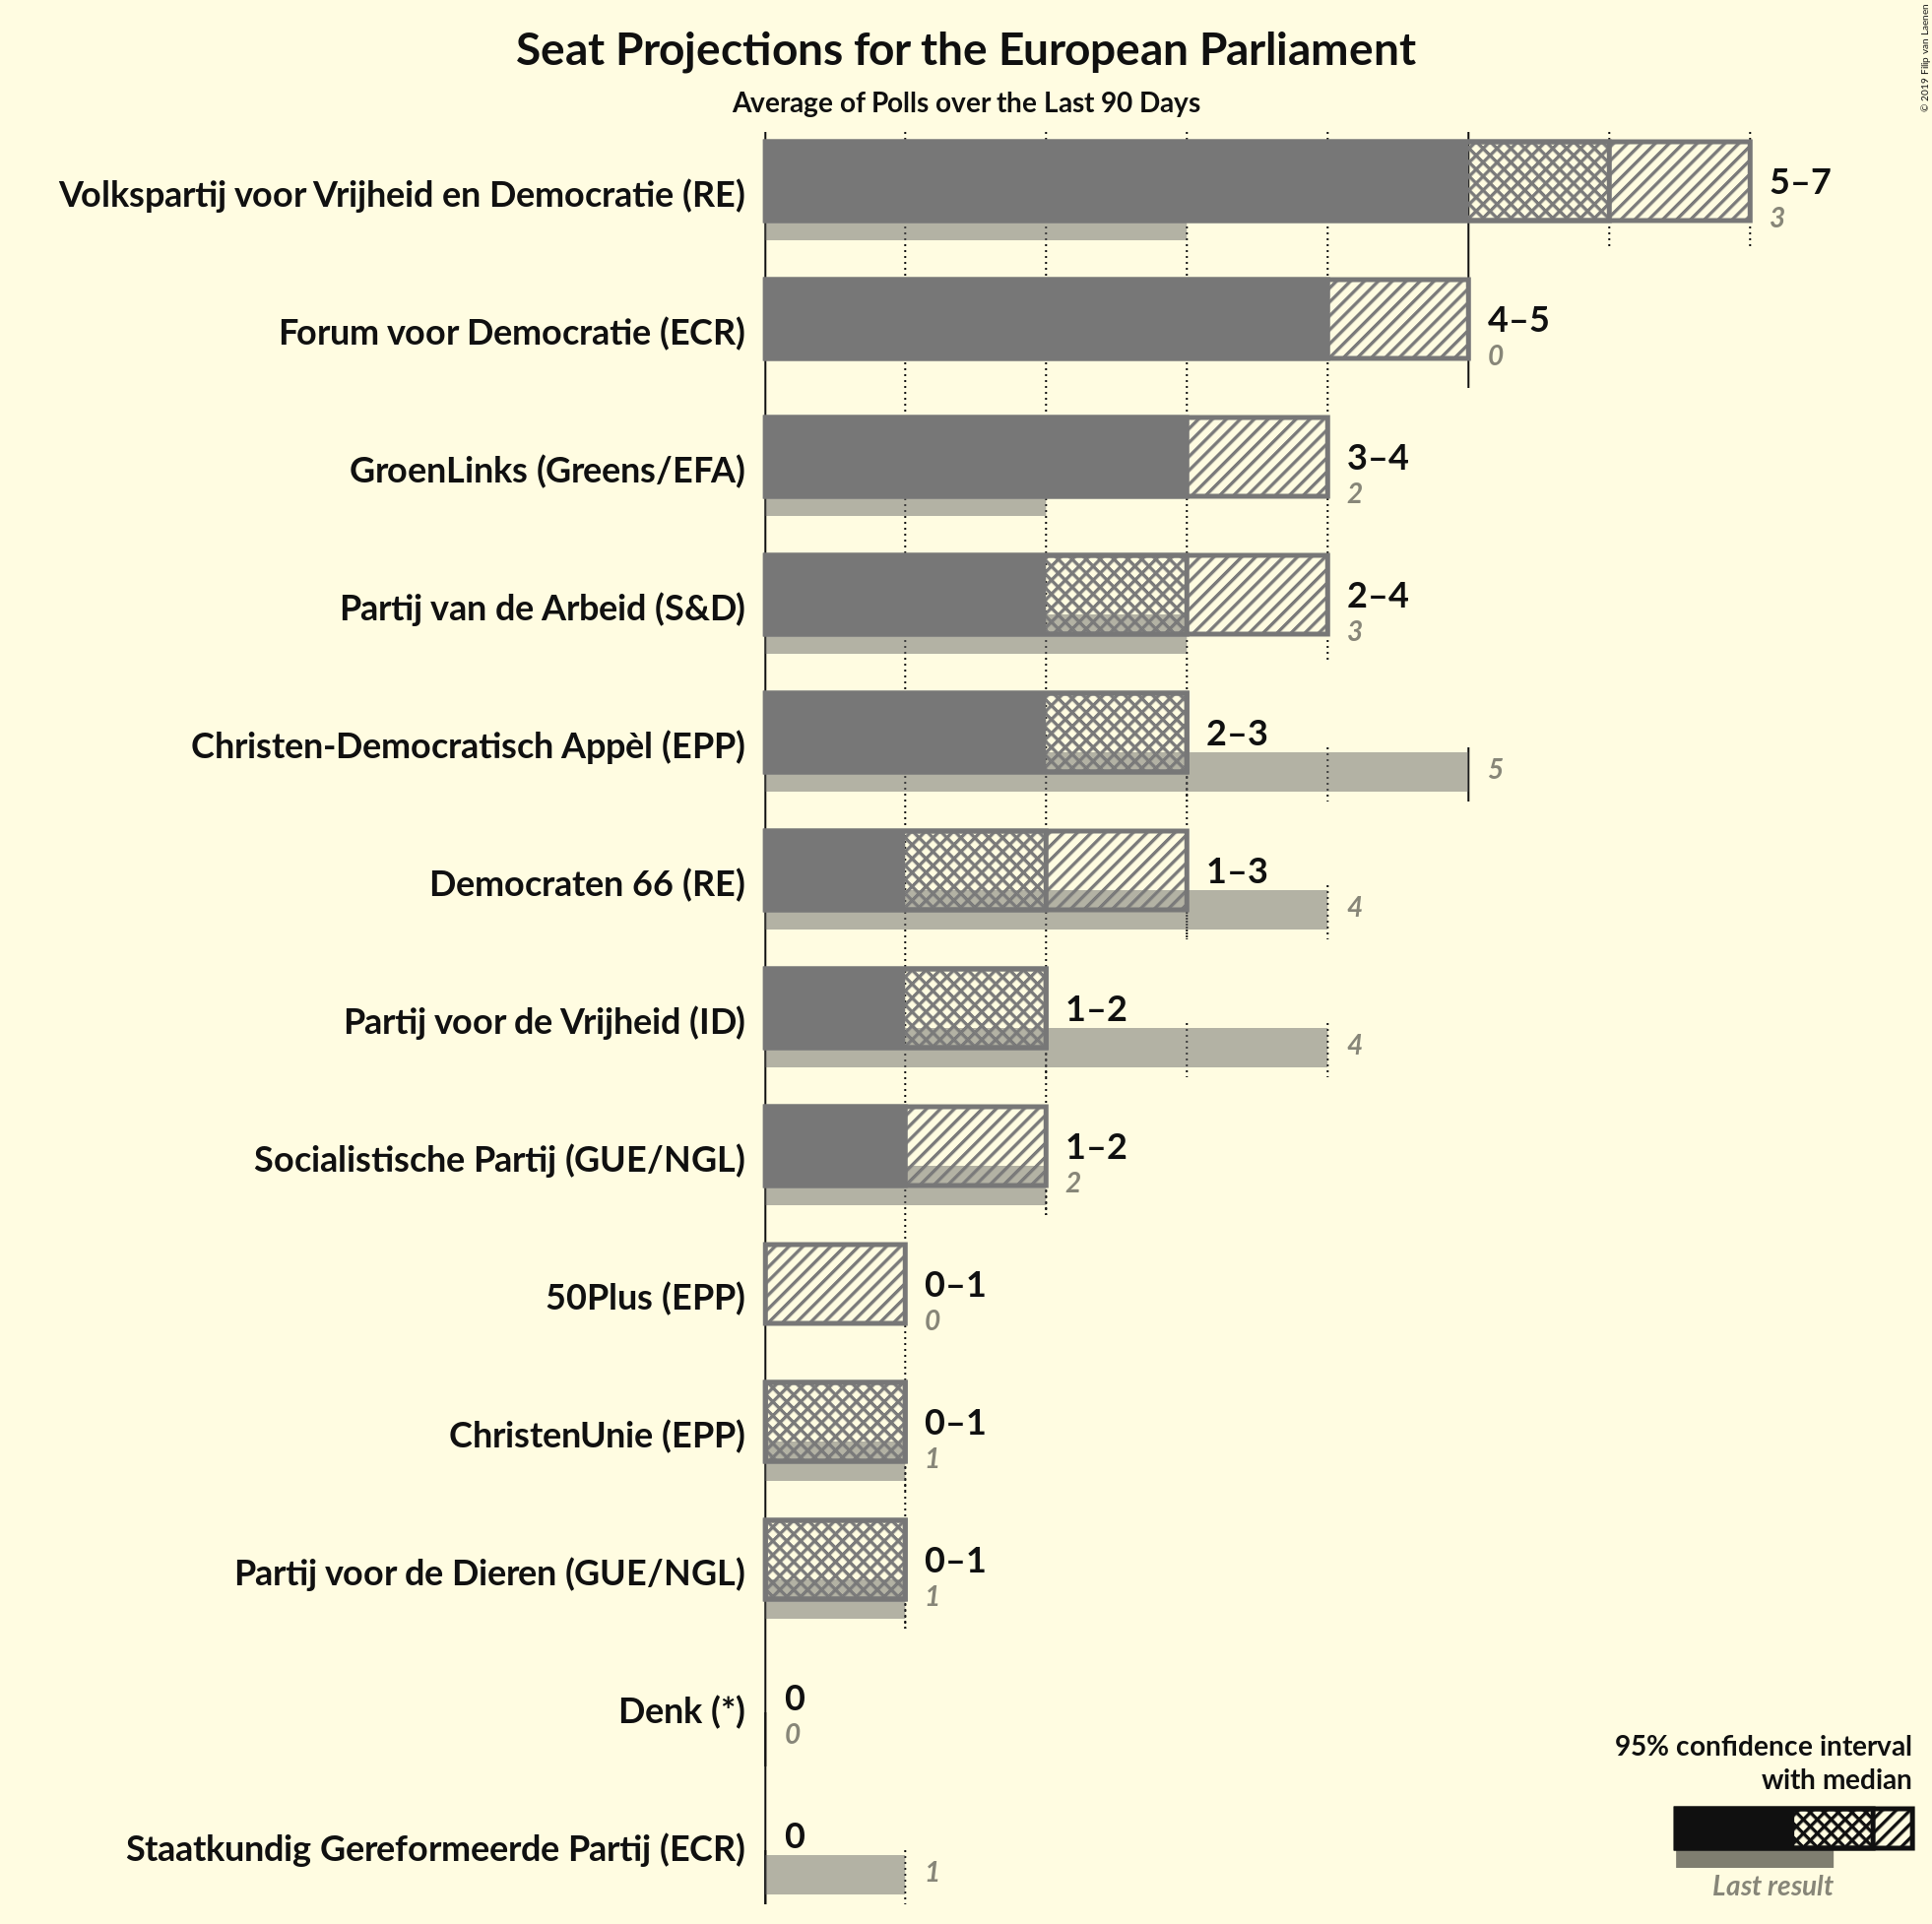 Seat Projections for the European Parliament
Average of Polls over the Last 90 Days
© 2019 Filip van Laenen
Volkspartij voor Vrijheid en Democratie (RE)
5–7
3
Forum voor Democratie (ECR)
4–5
0
GroenLinks (Greens/EFA)
3–4
2
Partij van de Arbeid (S&D)
2–4
3
Christen-Democratisch Appèl (EPP)
2–3
5
Democraten 66 (RE)
1–3
4
Partij voor de Vrijheid (ID)
1–2
4
Socialistische Partij (GUE/NGL)
1–2
2
50Plus (EPP)
0–1
0
ChristenUnie (EPP)
0–1
1
Partij voor de Dieren (GUE/NGL)
0–1
1
Denk (*)
0
0
Staatkundig Gereformeerde Partij (ECR)
0
1
95% confidence interval
with median
Last result